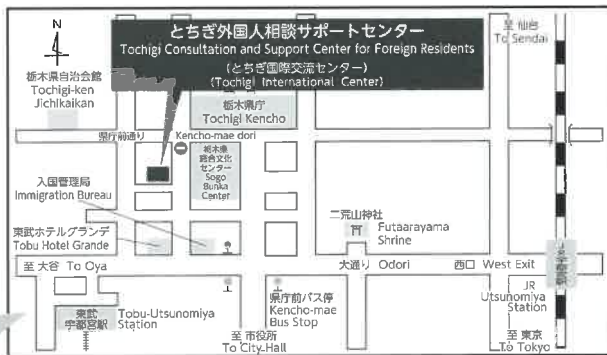 とちぎ外国人相談サポートセンター
Tochigi Consultation and Support Center for Foreign Residents
(とちぎ国際交流センター)
(Tochigi International Center)
至 仙台
To Sendai
N
栃木県自治会館
Tochigi-ken
Jichikaikan
栃木県庁
Tochigi Kencho
県庁前通り Kencho-mae dori
栃木県
総合文化
センター
Sogo
Bunka
Center
入国管理局
Immigration Bureau
二荒山神社
Futaarayama
Shrine
東武ホテルグランデ
Tobu Hotel Grande
至 大谷 To Oya
大通り Odori
西口 West Exit
JR宇都宮駅
JR
Utsunomiya
Station
東武
宇都宮駅
Tobu-Utsunomiya
Station
県庁前バス停
Kencho-mae
Bus Stop
至 市役所
To City-Hall
至 東京
To Tokyo